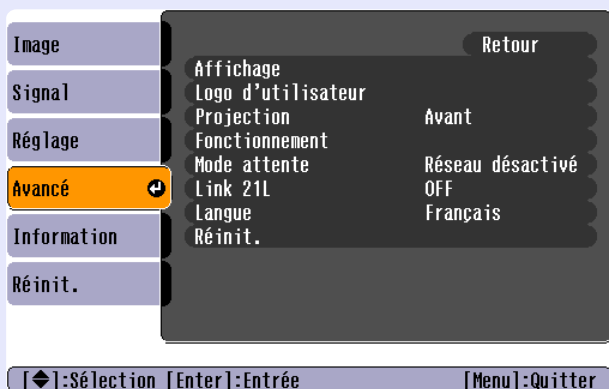 Image
Signal
Réglage
Avancé
Information
Réinit.
Retour
Affichage
Logo d'utilisateur
Projection Avant
Fonctionnement
Mode attente Réseau désactivé
Link 21L OFF
Langue Français
Réinit.
[◆]:Sélection [Enter]:Entrée [Menu]:Quitter